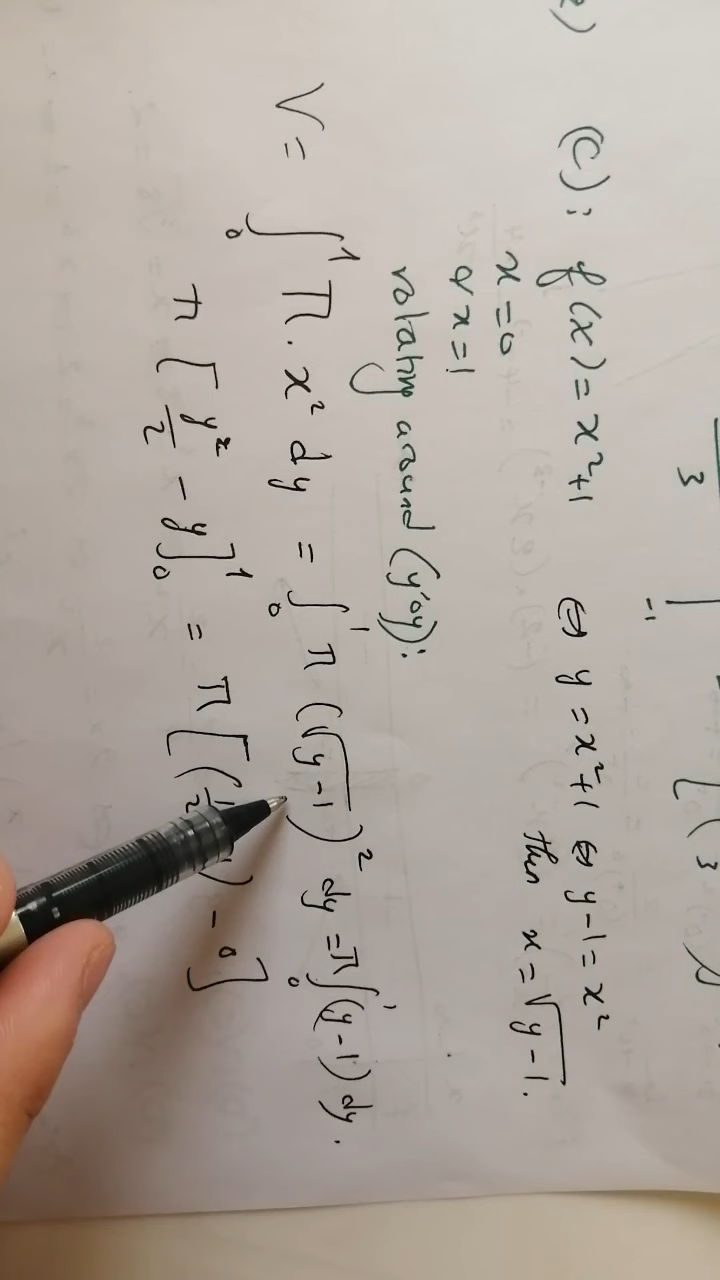 (C): f(x) = x²+1 ⇔ y = x²+1 ⇔ y-1 = x²
x = 0 then x = √y-1.
& x = 1
rotating around (y'oy):
V = ∫₀¹ π . x² dy = ∫₀¹ π (√y-1)² dy = π ∫₀¹ (y-1) dy.
π [y²/2 - y]₀¹ = π [(1/2 ) - 0]